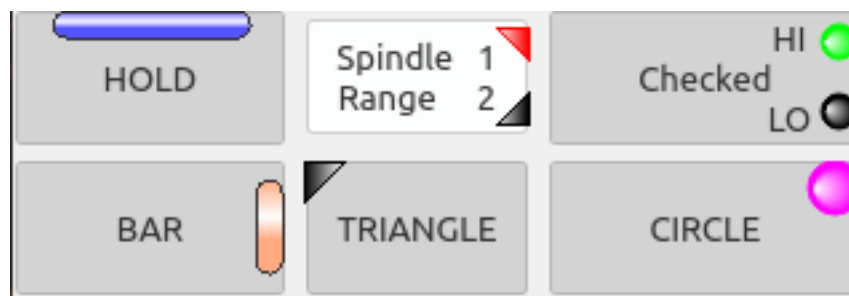 HOLD
Spindle 1
Range 2
HI
Checked
LO
BAR
TRIANGLE
CIRCLE